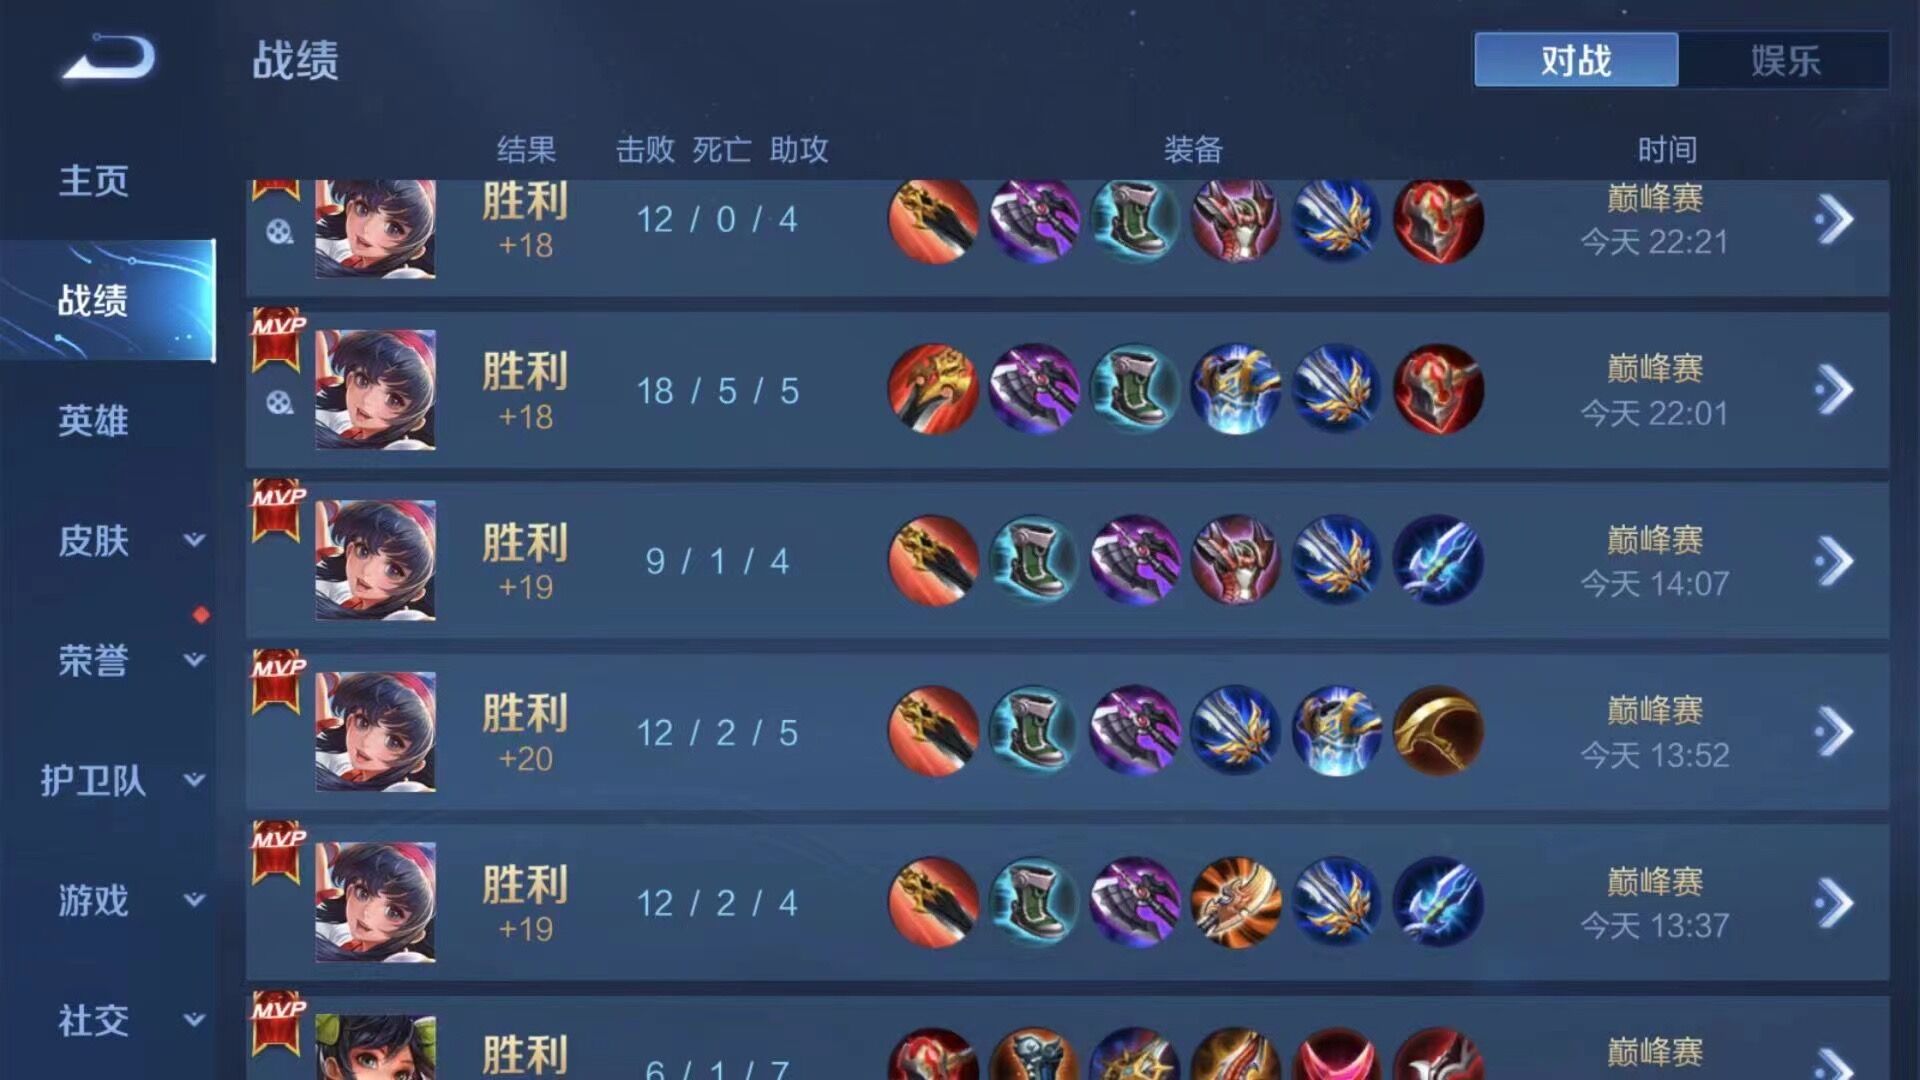 战绩
对战
娱乐
结果
击败 死亡 助攻
装备
时间
主页
战绩
英雄
皮肤
荣誉
护卫队
游戏
社交
胜利
+18
12 / 0 / 4
巅峰赛
今天 22:21
MVP
胜利
+18
18 / 5 / 5
巅峰赛
今天 22:01
MVP
胜利
+19
9 / 1 / 4
巅峰赛
今天 14:07
MVP
胜利
+20
12 / 2 / 5
巅峰赛
今天 13:52
MVP
胜利
+19
12 / 2 / 4
巅峰赛
今天 13:37
MVP
胜利
6 / 1 / 7
巅峰赛